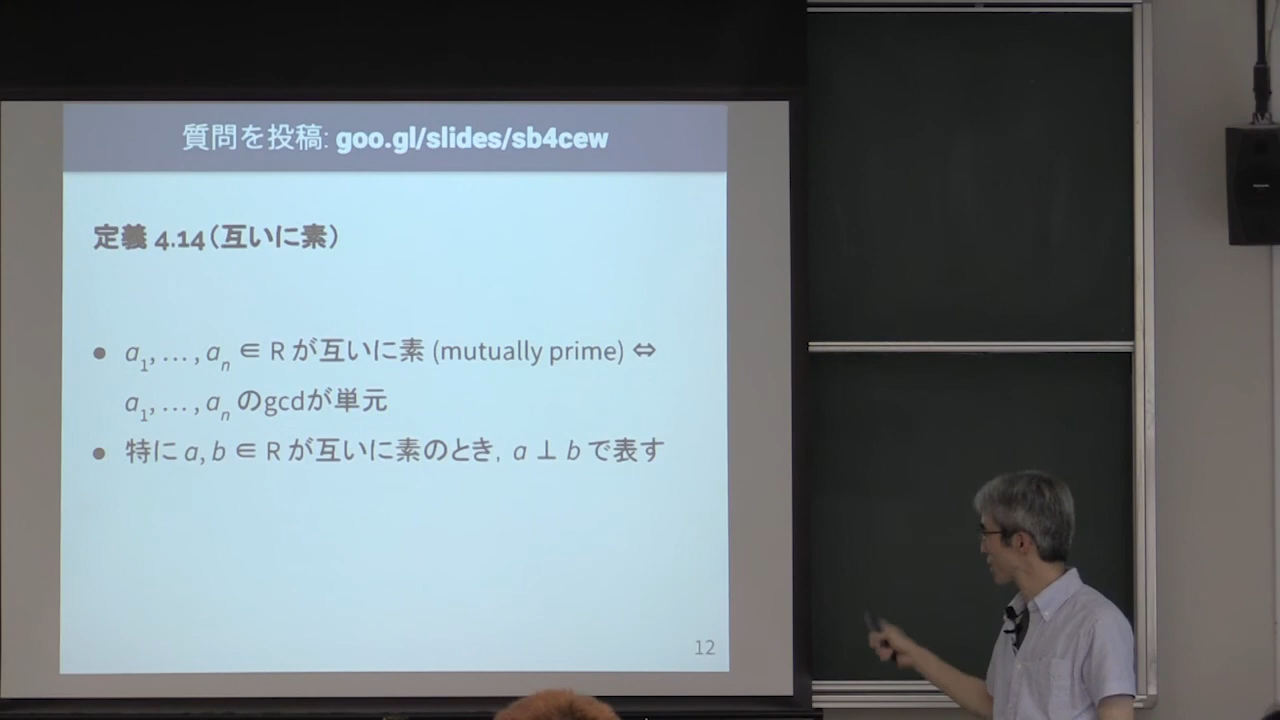 質問を投稿: goo.gl/slides/sb4cew
定義 4.14(互いに素)
● a₁, … , aₙ ∈ R が互いに素 (mutually prime) ⇔
a₁, … , aₙ のgcdが単元
● 特に a, b ∈ R が互いに素のとき, a ⊥ b で表す
12